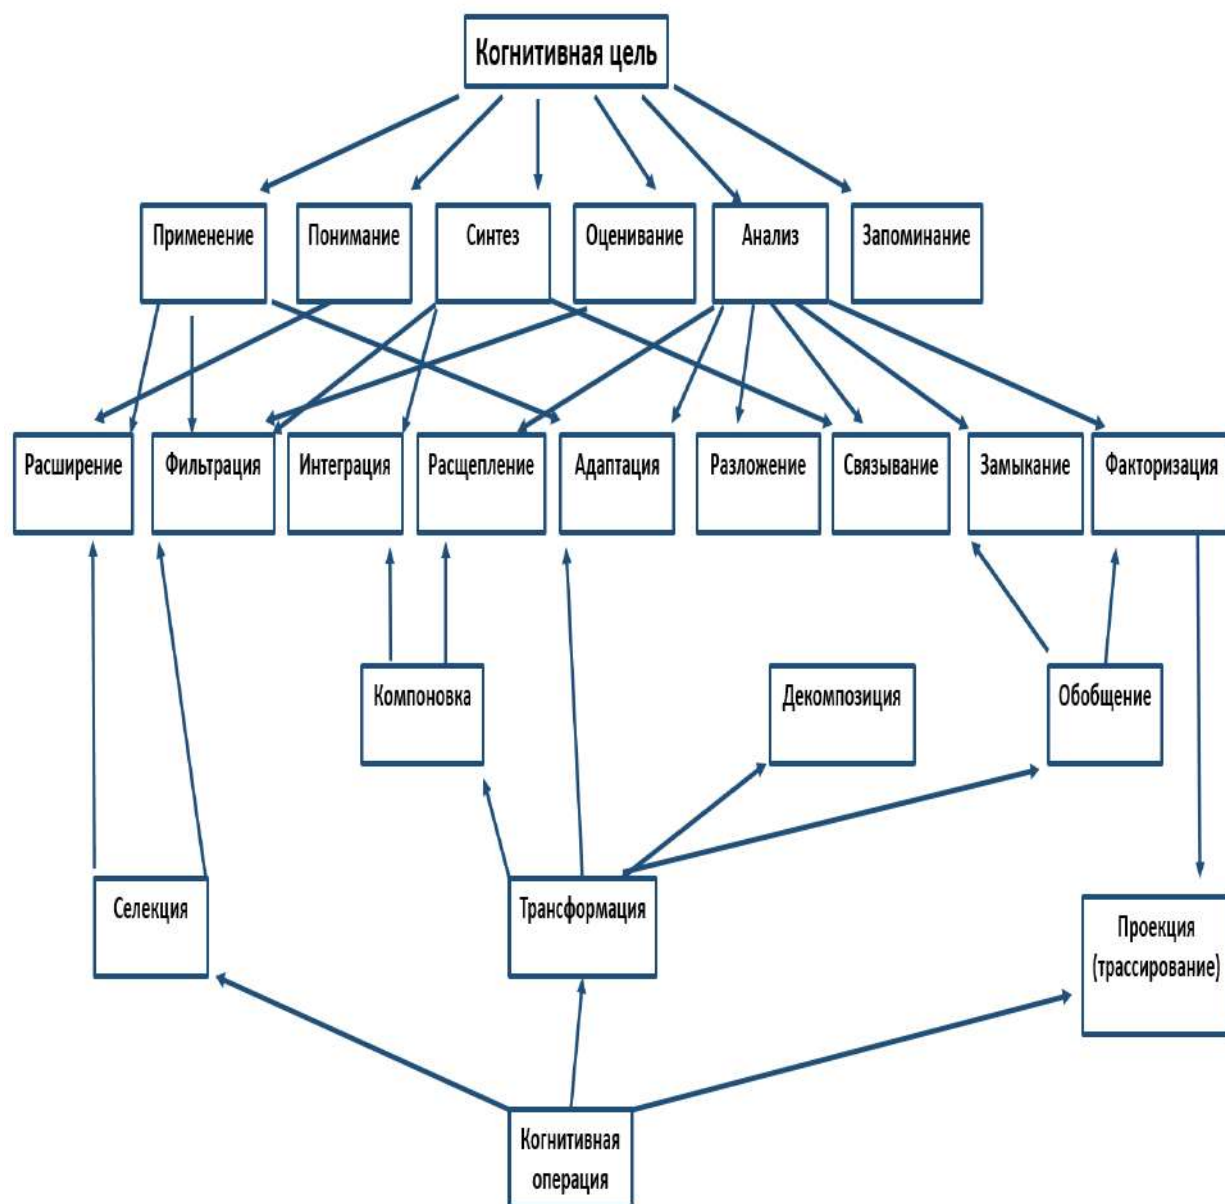 Когнитивная цель
Применение
Понимание
Синтез
Оценивание
Анализ
Запоминание
Расширение
Фильтрация
Интеграция
Расщепление
Адаптация
Разложение
Связывание
Замыкание
Факторизация
Компоновка
Декомпозиция
Обобщение
Селекция
Трансформация
Проекция
(трассирование)
Когнитивная
операция